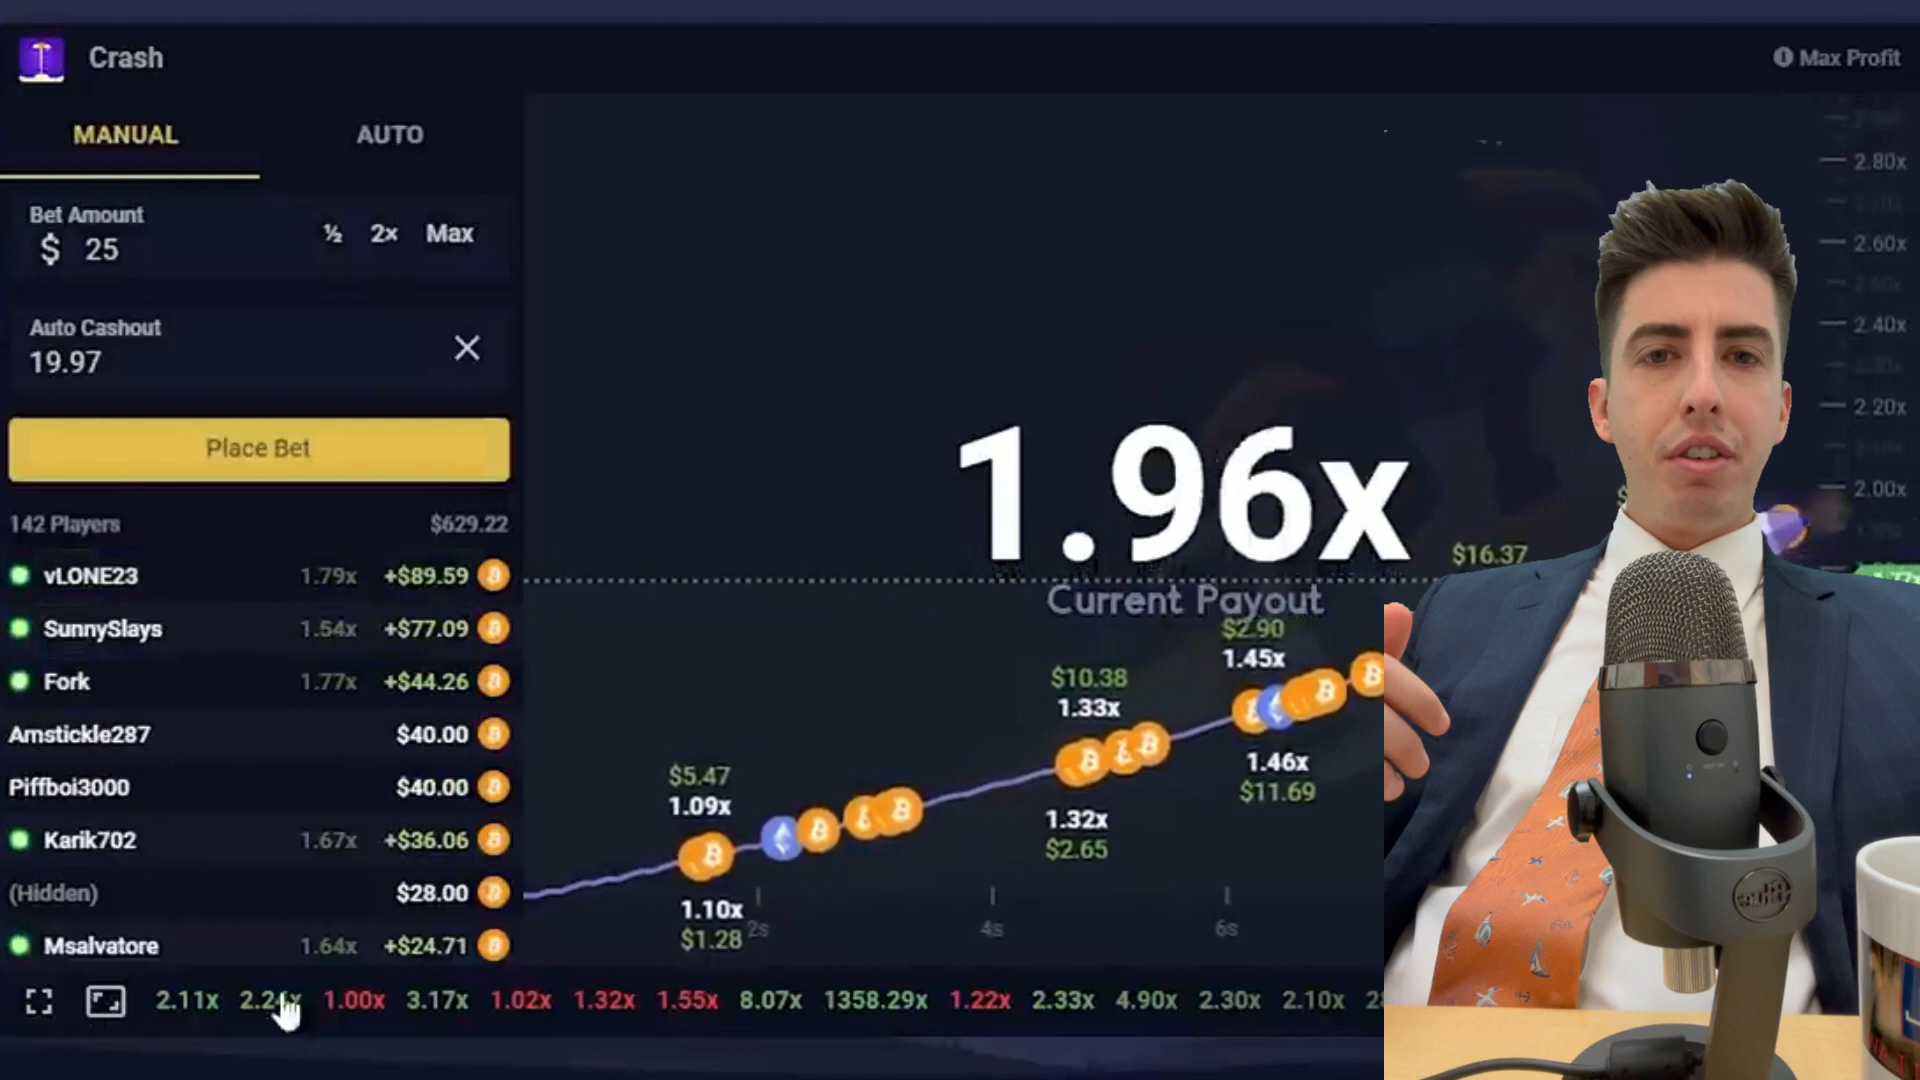 Crash
Max Profit
MANUAL AUTO
Bet Amount
$ 25
½ 2× Max
Auto Cashout
19.97
Place Bet
142 Players $629.22
vLONE23 1.79x +$89.59
SunnySlays 1.54x +$77.09
Fork 1.77x +$44.26
Amstickle287 $40.00
Piffboi3000 $40.00
Karik702 1.67x +$36.06
(Hidden) $28.00
Msalvatore 1.64x +$24.71
2.11x 2.24x 1.00x 3.17x 1.02x 1.32x 1.55x 8.07x 1358.29x 1.22x 2.33x 4.90x 2.30x 2.10x
1.96x
Current Payout
$16.37
$2.90
1.45x
$10.38
1.33x
1.46x
$11.69
$5.47
1.09x
1.32x
$2.65
1.10x
$1.28
2s 4s 6s
2.80x
2.60x
2.40x
2.20x
2.00x